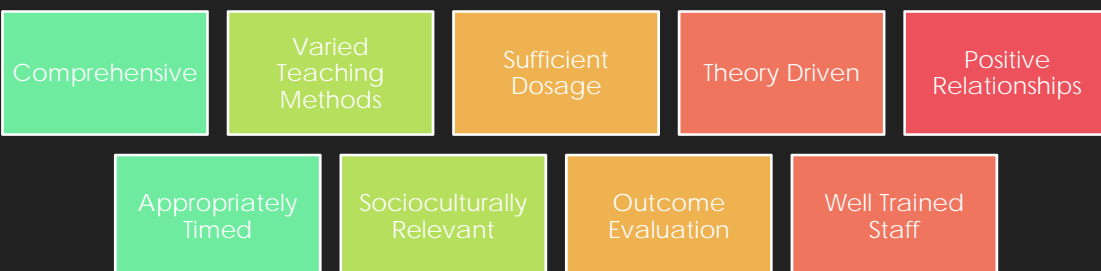 Comprehensive
Varied
Teaching
Methods
Sufficient
Dosage
Theory Driven
Positive
Relationships
Appropriately
Timed
Socioculturally
Relevant
Outcome
Evaluation
Well Trained
Staff